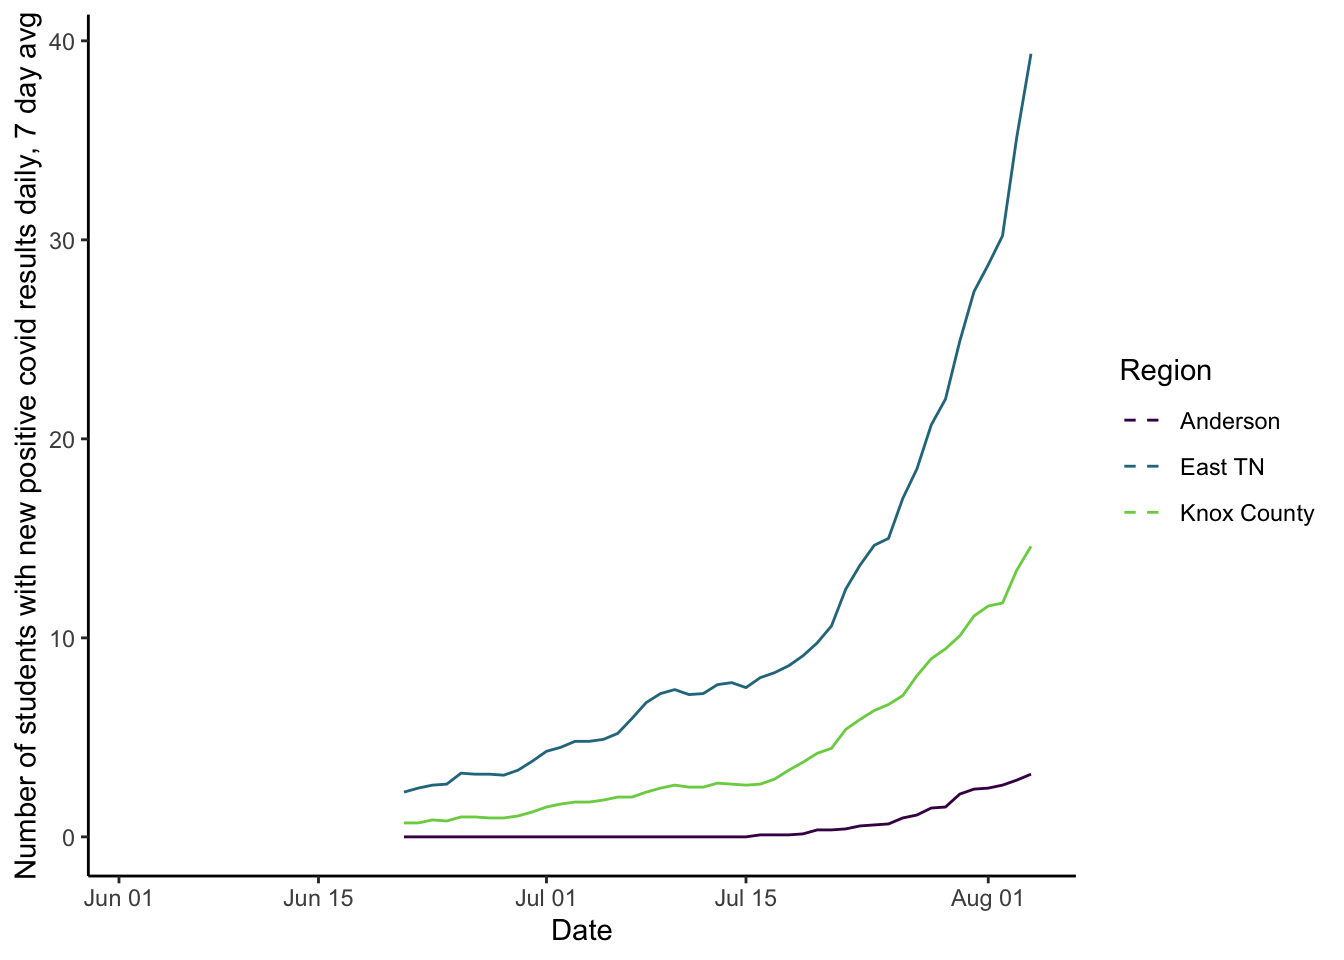 Number of students with new positive covid results daily, 7 day avg
40
30
20
10
0
Jun 01
Jun 15
Jul 01
Jul 15
Aug 01
Date
Region
Anderson
East TN
Knox County